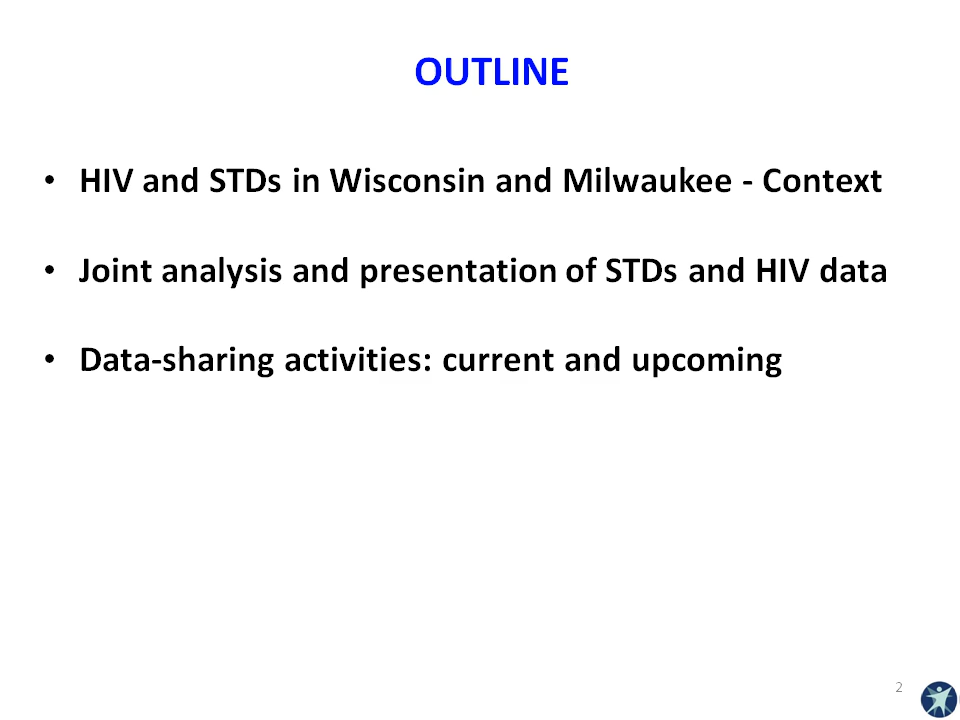 OUTLINE
• HIV and STDs in Wisconsin and Milwaukee - Context
• Joint analysis and presentation of STDs and HIV data
• Data-sharing activities: current and upcoming
2